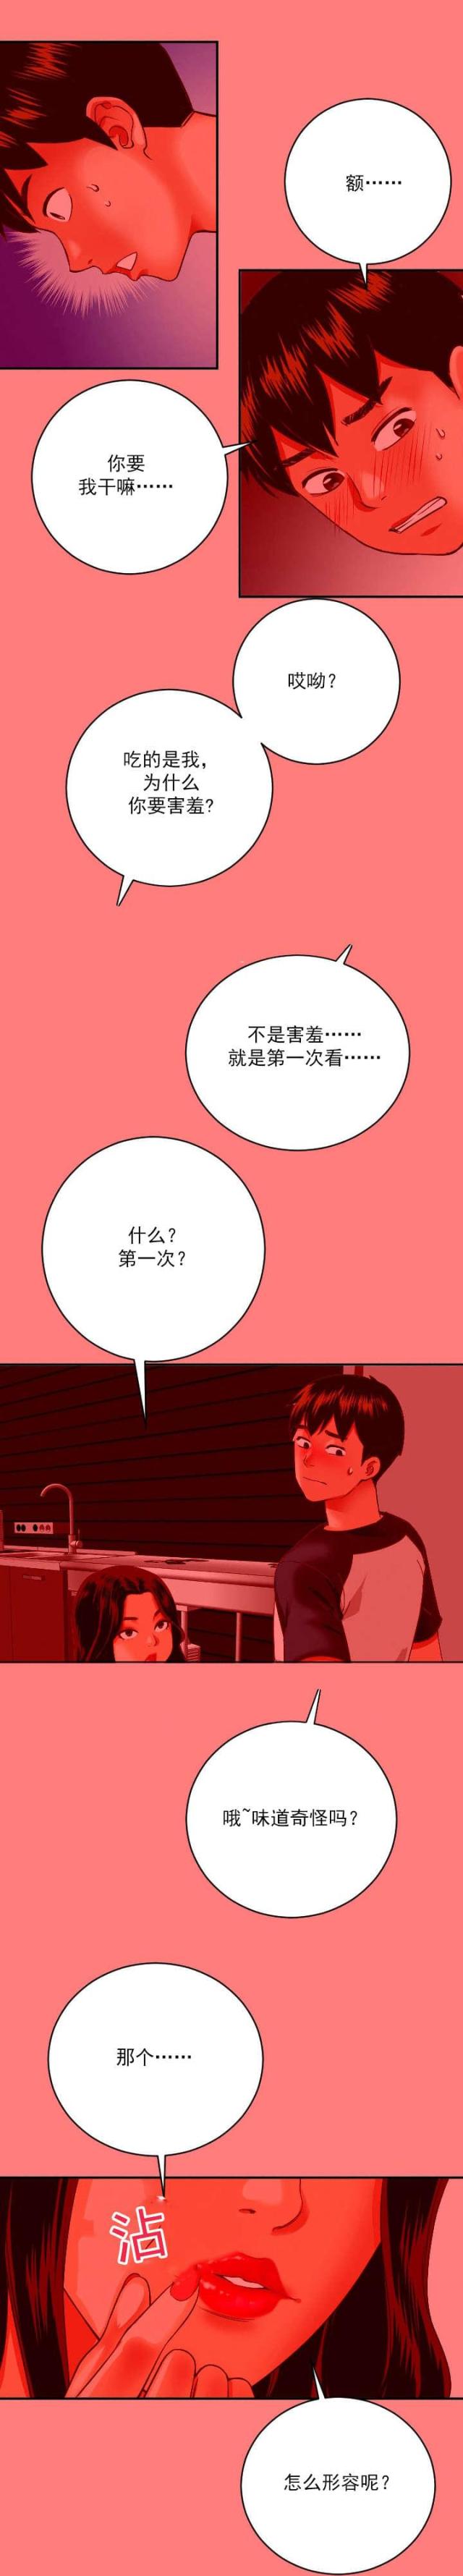 额……
你要
我干嘛……
哎呦？
吃的是我，
为什么
你要害羞？
不是害羞……
就是第一次看……
什么？
第一次？
哦~味道奇怪吗？
那个……
沾
怎么形容呢？